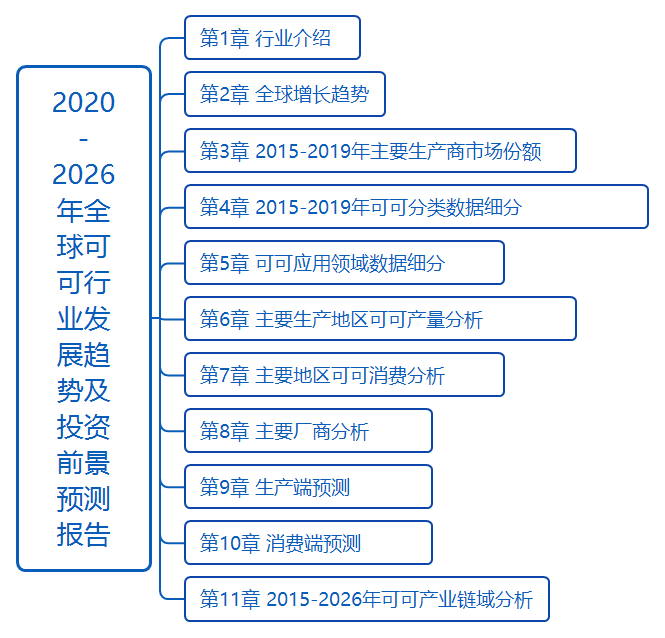 2020
-
2026
年全
球可
可行
业发
展趋
势及
投资
前景
预测
报告
第1章 行业介绍
第2章 全球增长趋势
第3章 2015-2019年主要生产商市场份额
第4章 2015-2019年可可分类数据细分
第5章 可可应用领域数据细分
第6章 主要生产地区可可产量分析
第7章 主要地区可可消费分析
第8章 主要厂商分析
第9章 生产端预测
第10章 消费端预测
第11章 2015-2026年可可产业链域分析